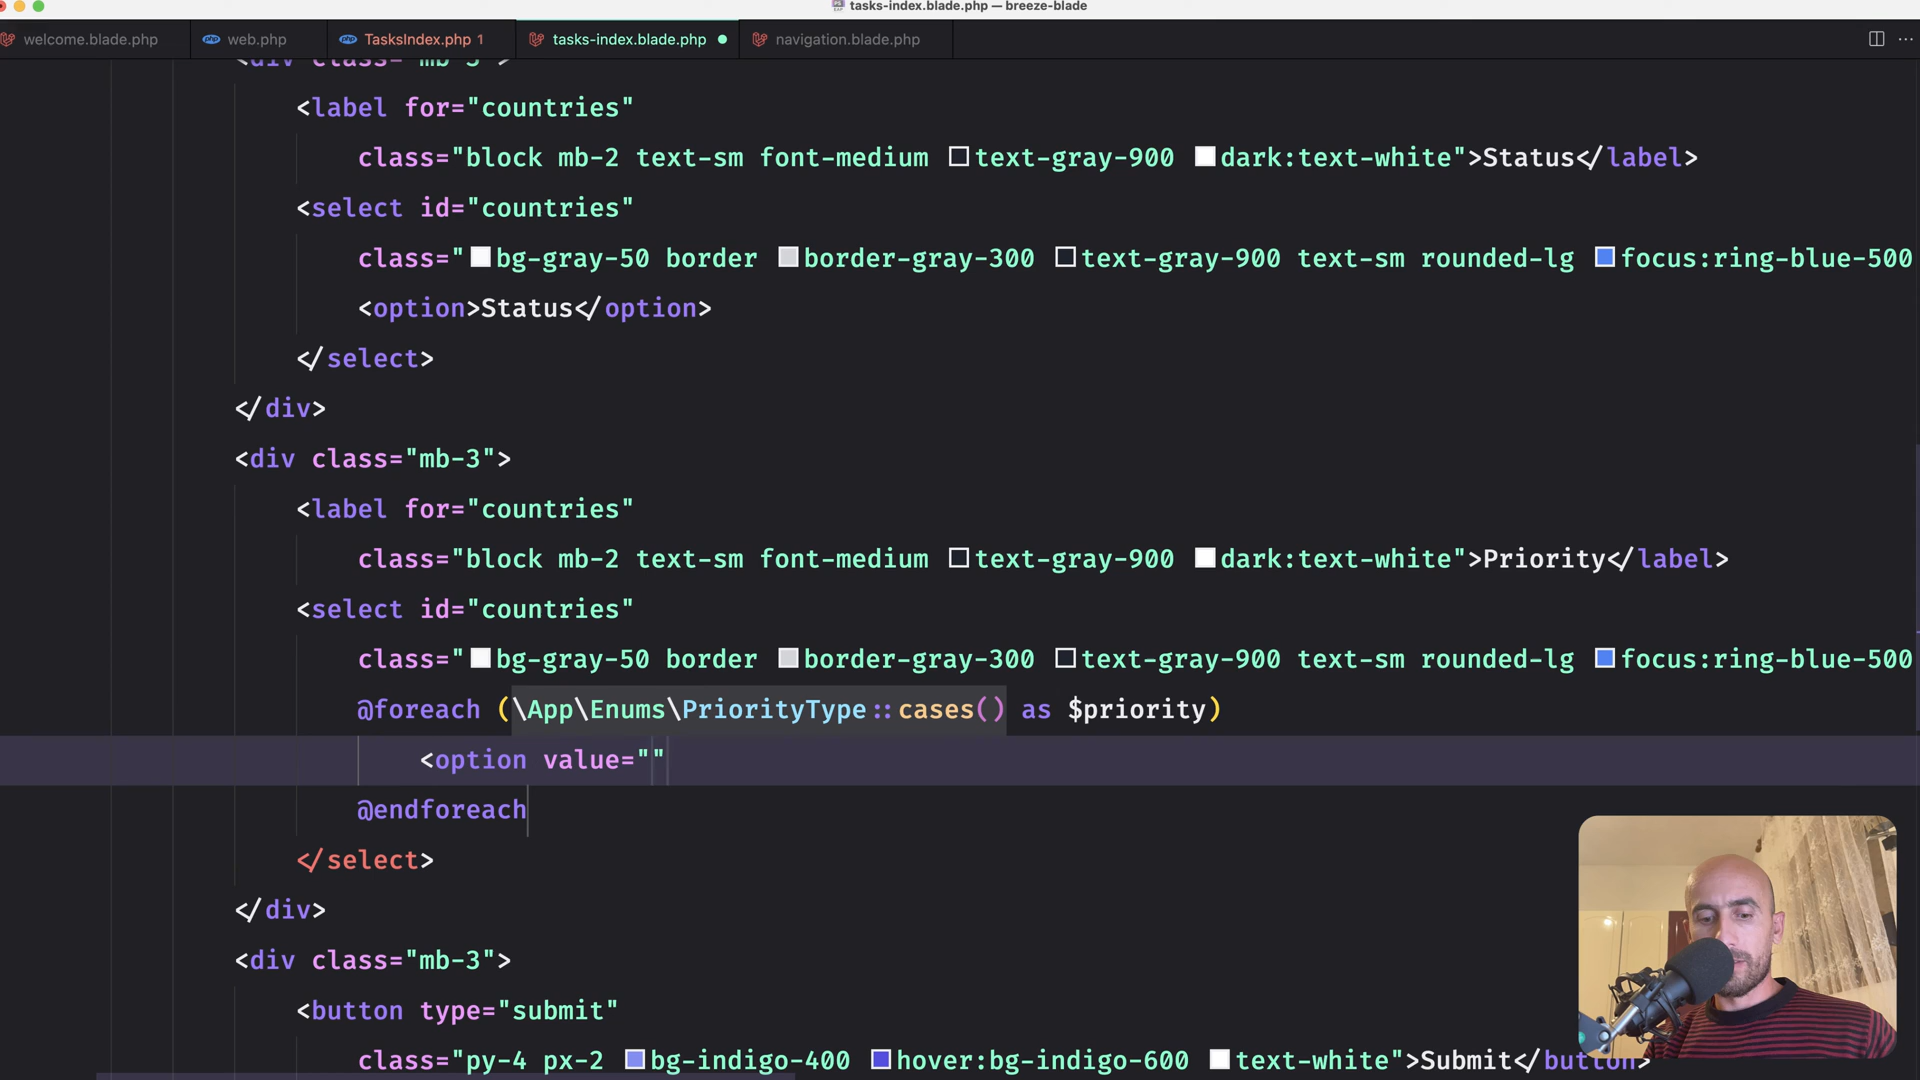 tasks-index.blade.php — breeze-blade
welcome.blade.php
web.php
TasksIndex.php 1
tasks-index.blade.php
navigation.blade.php
<div class="mb-3">
<label for="countries"
class="block mb-2 text-sm font-medium text-gray-900 dark:text-white">Status</label>
<select id="countries"
class="bg-gray-50 border border-gray-300 text-gray-900 text-sm rounded-lg focus:ring-blue-500
<option>Status</option>
</select>
</div>
<div class="mb-3">
<label for="countries"
class="block mb-2 text-sm font-medium text-gray-900 dark:text-white">Priority</label>
<select id="countries"
class="bg-gray-50 border border-gray-300 text-gray-900 text-sm rounded-lg focus:ring-blue-500
@foreach (\App\Enums\PriorityType::cases() as $priority)
<option value=""
@endforeach
</select>
</div>
<div class="mb-3">
<button type="submit"
class="py-4 px-2 bg-indigo-400 hover:bg-indigo-600 text-white">Submit</button>